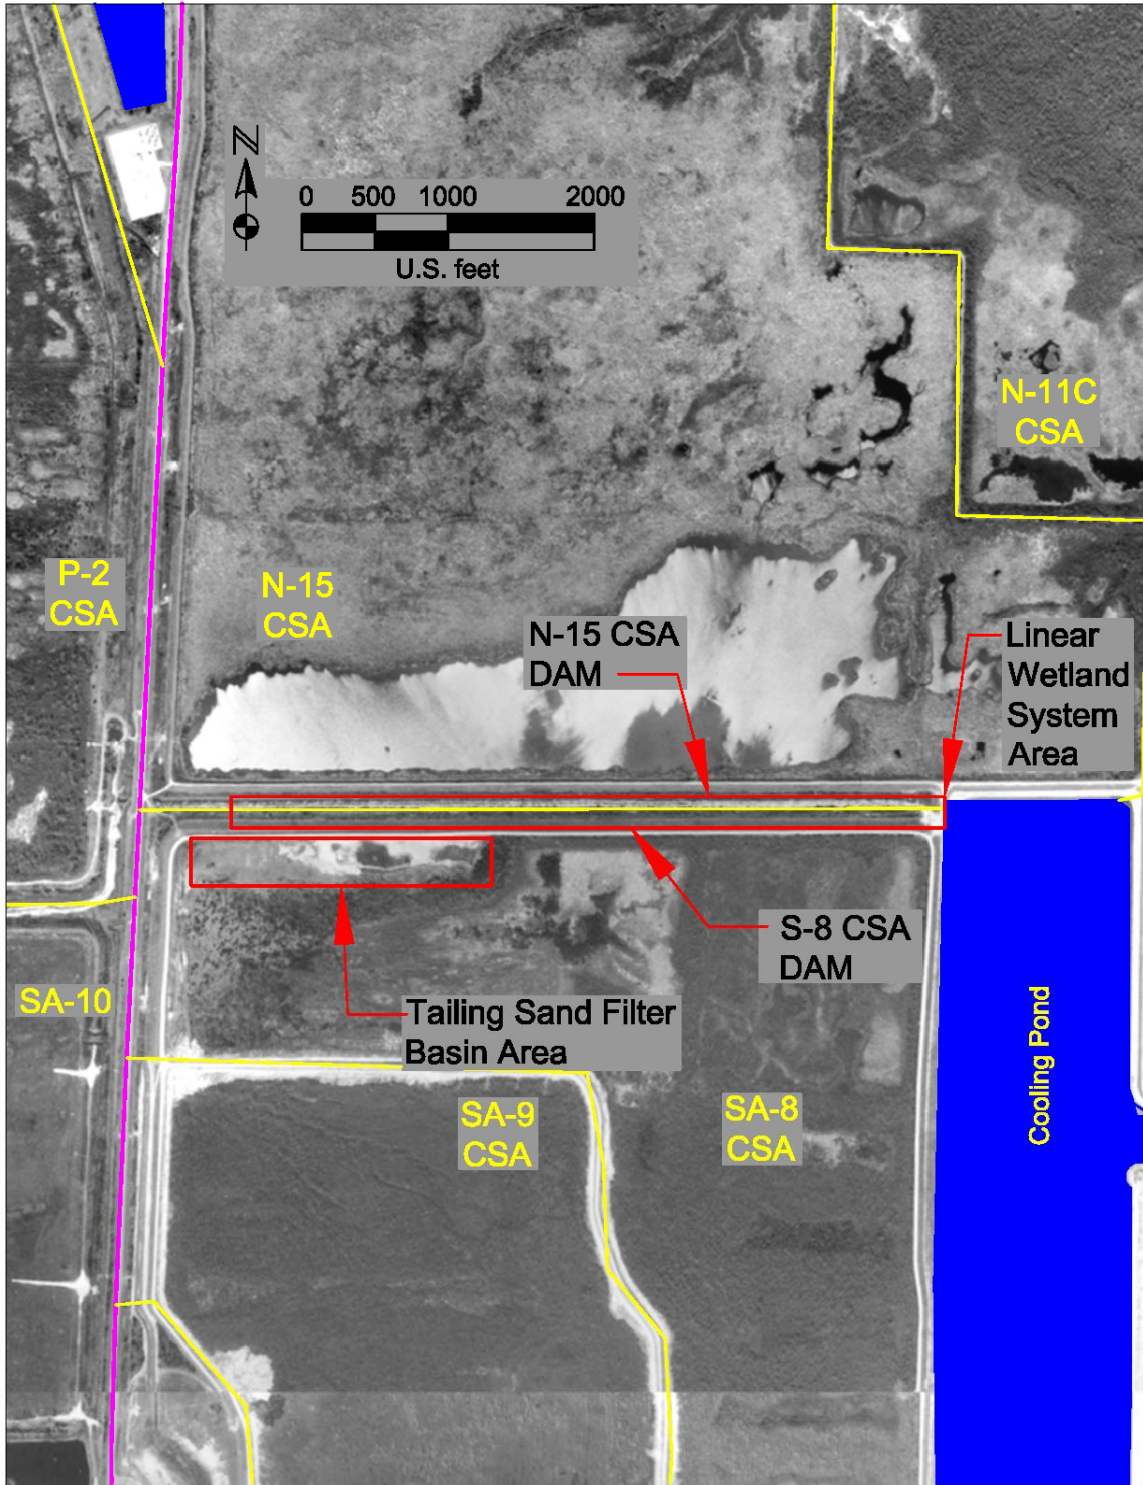 N
0 500 1000 2000
U.S. feet
N-11C
CSA
P-2
CSA
N-15
CSA
N-15 CSA
DAM
Linear
Wetland
System
Area
S-8 CSA
DAM
SA-10
Tailing Sand Filter
Basin Area
SA-9
CSA
SA-8
CSA
Cooling Pond